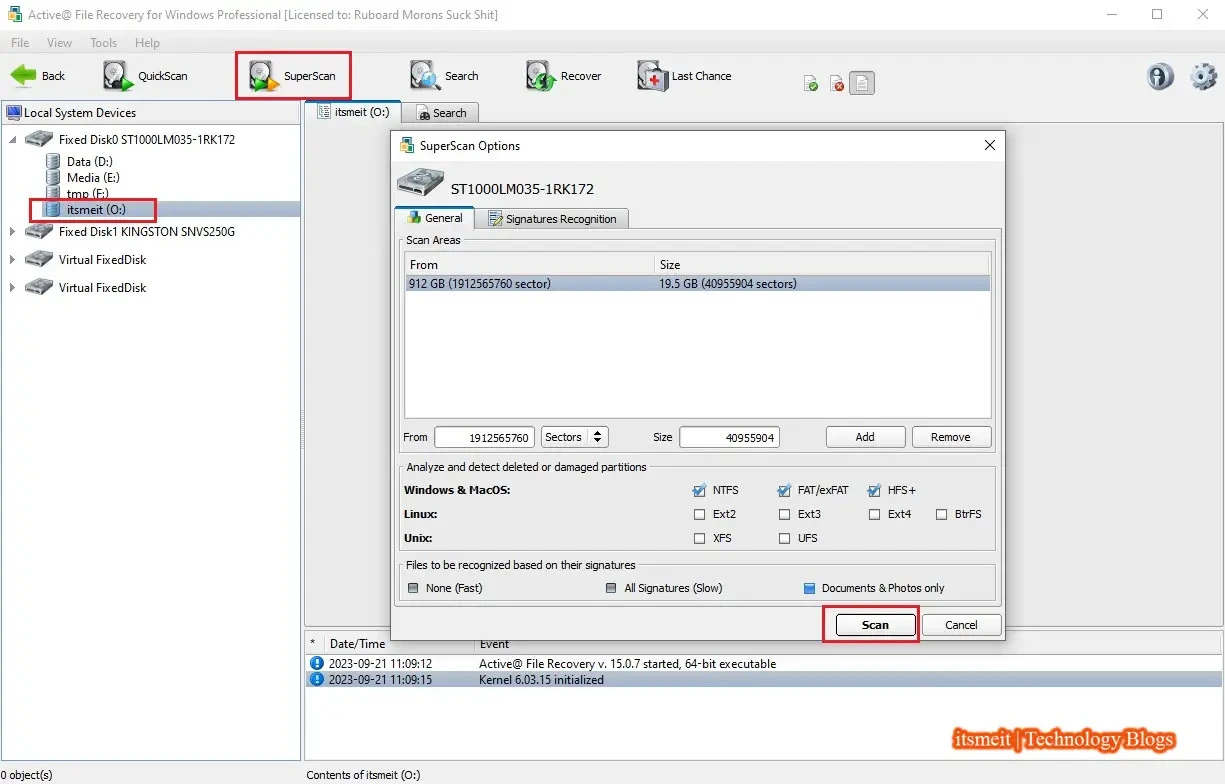 Active@ File Recovery for Windows Professional [Licensed to: Ruboard Morons Suck Shit]
File View Tools Help
Back QuickScan SuperScan Search Recover Last Chance
Local System Devices
Fixed Disk0 ST1000LM035-1RK172
Data (D:)
Media (E:)
tmp (F:)
itsmeit (O:)
Fixed Disk1 KINGSTON SNVS250G
Virtual FixedDisk
Virtual FixedDisk
itsmeit (O:) Search
SuperScan Options
ST1000LM035-1RK172
General Signatures Recognition
Scan Areas
From Size
912 GB (1912565760 sector) 19.5 GB (40955904 sectors)
From 1912565760 Sectors Size 40955904 Add Remove
Analyze and detect deleted or damaged partitions
Windows & MacOS: NTFS FAT/exFAT HFS+
Linux: Ext2 Ext3 Ext4 BtrFS
Unix: XFS UFS
Files to be recognized based on their signatures
None (Fast) All Signatures (Slow) Documents & Photos only
Scan Cancel
* Date/Time Event
2023-09-21 11:09:12 Active@ File Recovery v. 15.0.7 started, 64-bit executable
2023-09-21 11:09:15 Kernel 6.03.15 initialized
itsmeit | Technology Blogs
0 object(s) Contents of itsmeit (O:)